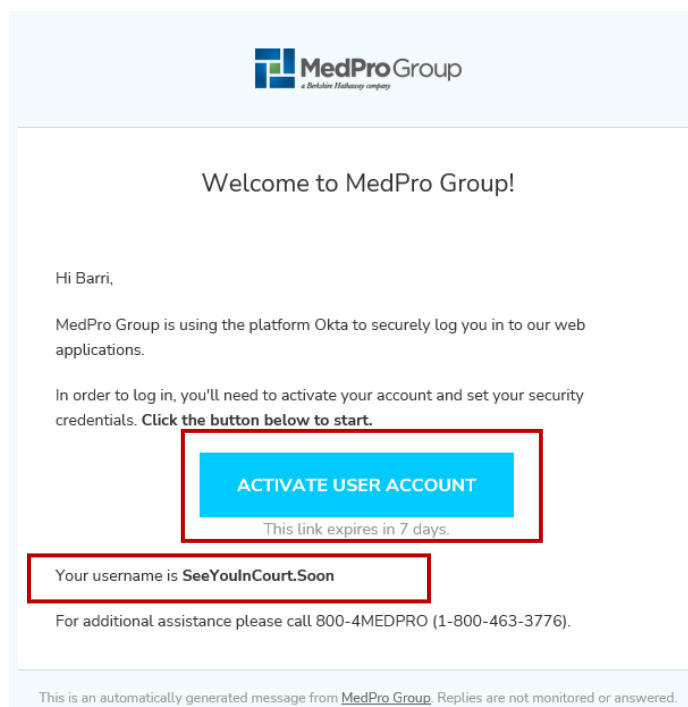 MedPro Group
a Berkshire Hathaway company
Welcome to MedPro Group!
Hi Barri,
MedPro Group is using the platform Okta to securely log you in to our web
applications.
In order to log in, you'll need to activate your account and set your security
credentials. Click the button below to start.
ACTIVATE USER ACCOUNT
This link expires in 7 days.
Your username is SeeYouInCourt.Soon
For additional assistance please call 800-4MEDPRO (1-800-463-3776).
This is an automatically generated message from MedPro Group. Replies are not monitored or answered.